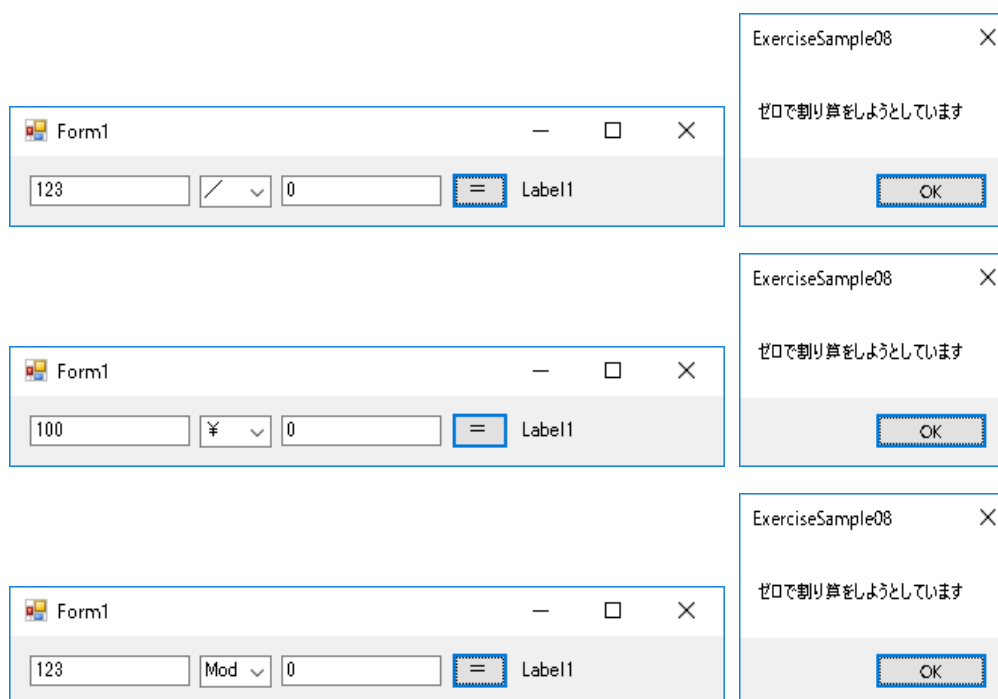 ExerciseSample08
ゼロで割り算をしようとしています
OK
Form1
123 ／ 0 ＝ Label1
ExerciseSample08
ゼロで割り算をしようとしています
OK
Form1
100 ￥ 0 ＝ Label1
ExerciseSample08
ゼロで割り算をしようとしています
OK
Form1
123 Mod 0 ＝ Label1